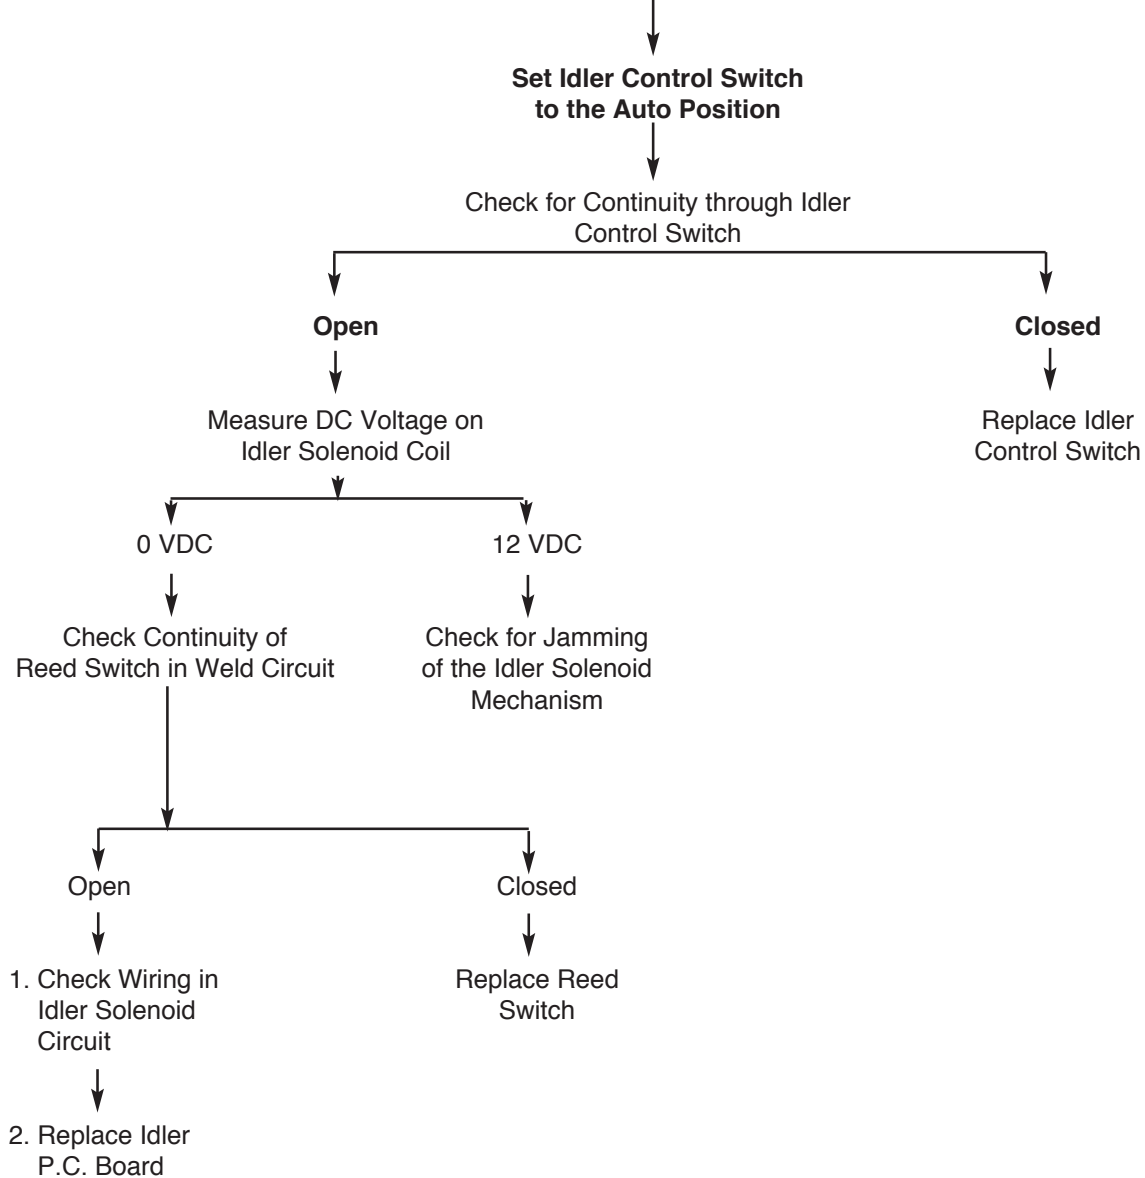 Set Idler Control Switch
to the Auto Position
Check for Continuity through Idler
Control Switch
Open
Closed
Measure DC Voltage on
Idler Solenoid Coil
Replace Idler
Control Switch
0 VDC
12 VDC
Check Continuity of
Reed Switch in Weld Circuit
Check for Jamming
of the Idler Solenoid
Mechanism
Open
Closed
1. Check Wiring in
Idler Solenoid
Circuit
Replace Reed
Switch
2. Replace Idler
P.C. Board